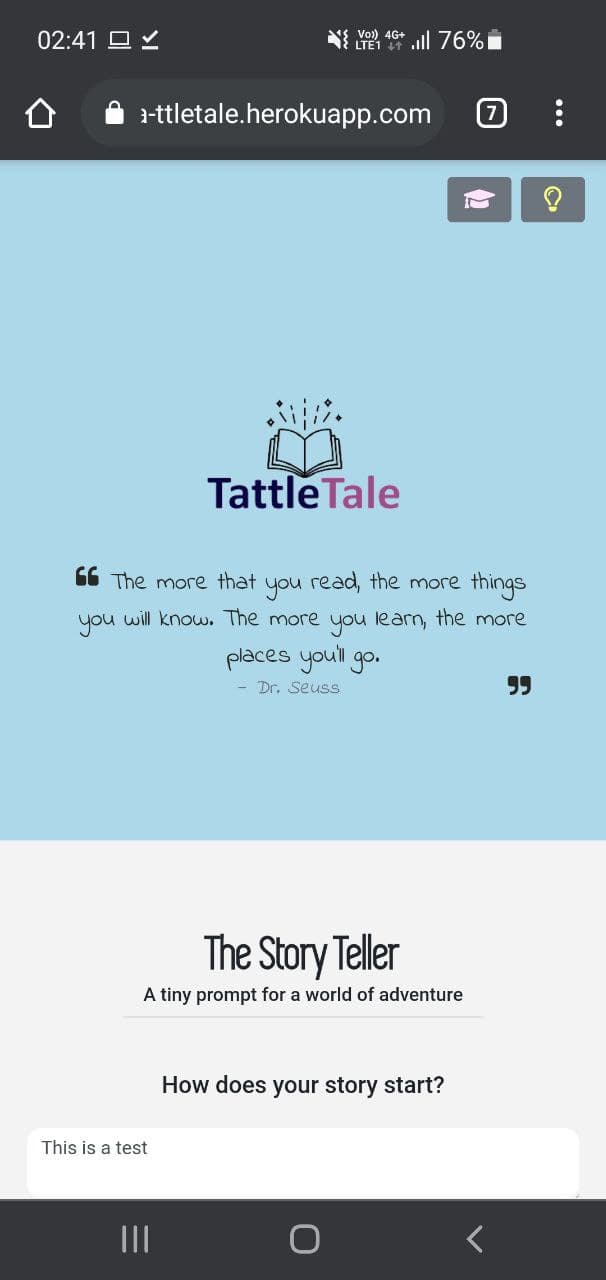 02:41 Vo)) LTE1 4G+ 76%
a-ttletale.herokuapp.com 7
TattleTale
“ The more that you read, the more things
you will know. The more you learn, the more
places you'll go.
- Dr. Seuss ”
The Story Teller
A tiny prompt for a world of adventure
How does your story start?
This is a test